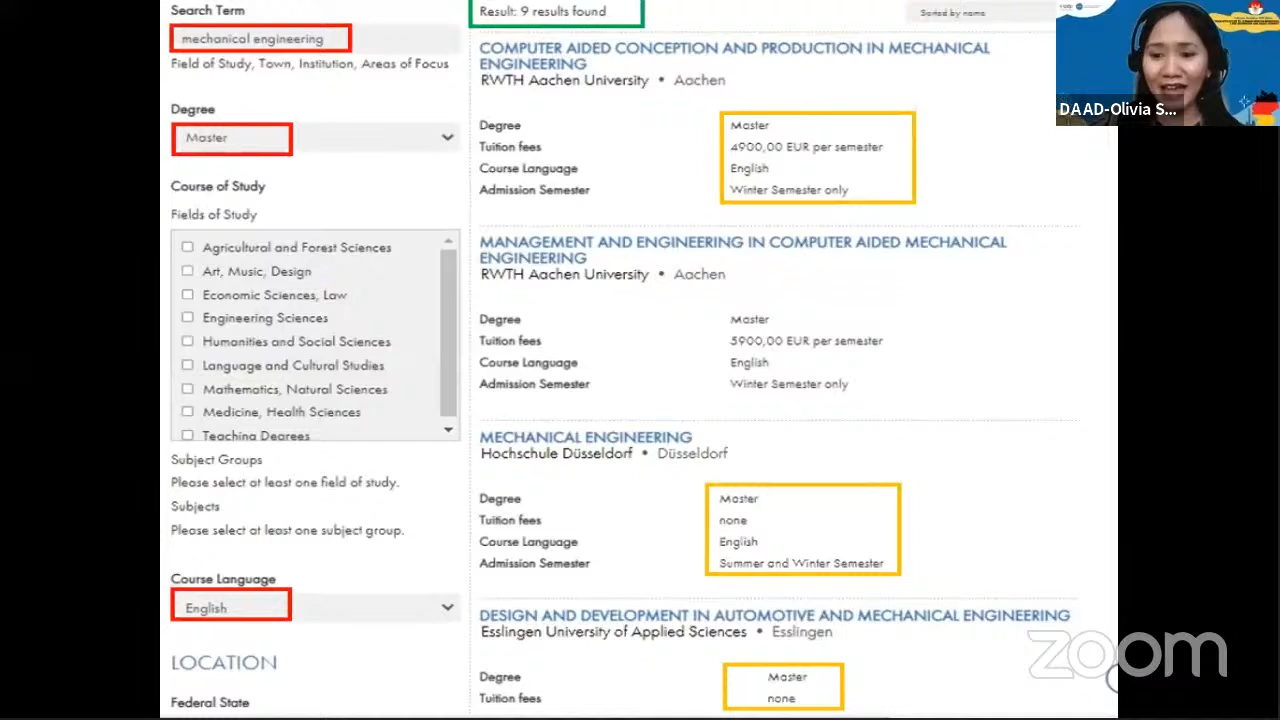 Search Term
mechanical engineering
Field of Study, Town, Institution, Areas of Focus
Degree
Master
Course of Study
Fields of Study
Agricultural and Forest Sciences
Art, Music, Design
Economic Sciences, Law
Engineering Sciences
Humanities and Social Sciences
Language and Cultural Studies
Mathematics, Natural Sciences
Medicine, Health Sciences
Teaching Degrees
Subject Groups
Please select at least one field of study.
Subjects
Please select at least one subject group.
Course Language
English
LOCATION
Federal State
Result: 9 results found
Sorted by name
COMPUTER AIDED CONCEPTION AND PRODUCTION IN MECHANICAL
ENGINEERING
RWTH Aachen University • Aachen
Degree Master
Tuition fees 4900,00 EUR per semester
Course Language English
Admission Semester Winter Semester only
MANAGEMENT AND ENGINEERING IN COMPUTER AIDED MECHANICAL
ENGINEERING
RWTH Aachen University • Aachen
Degree Master
Tuition fees 5900,00 EUR per semester
Course Language English
Admission Semester Winter Semester only
MECHANICAL ENGINEERING
Hochschule Düsseldorf • Düsseldorf
Degree Master
Tuition fees none
Course Language English
Admission Semester Summer and Winter Semester
DESIGN AND DEVELOPMENT IN AUTOMOTIVE AND MECHANICAL ENGINEERING
Esslingen University of Applied Sciences • Esslingen
Degree Master
Tuition fees none
DAAD-Olivia S...
zoom